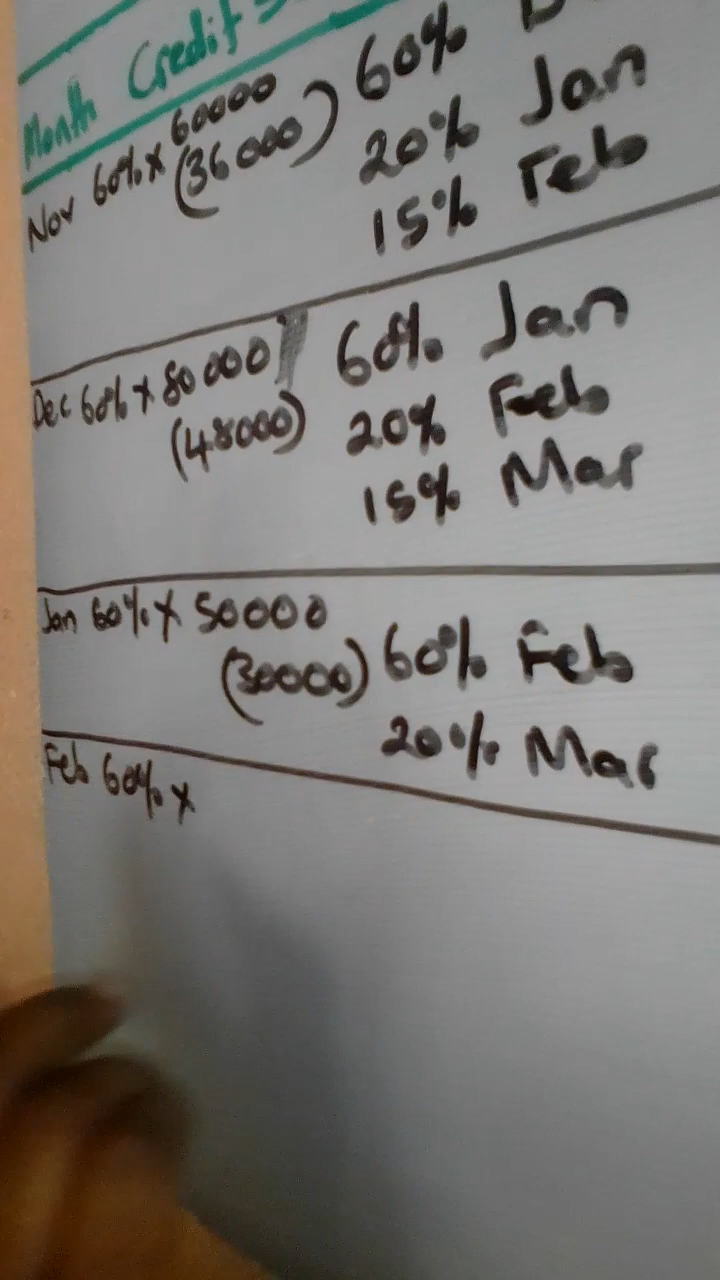 Month Credit
Nov 60% x 60000 60%
(36000) 20% Jan
15% Feb
Dec 60% x 80000 60% Jan
(48000) 20% Feb
15% Mar
Jan 60% x 50000
(30000) 60% Feb
20% Mar
Feb 60% x